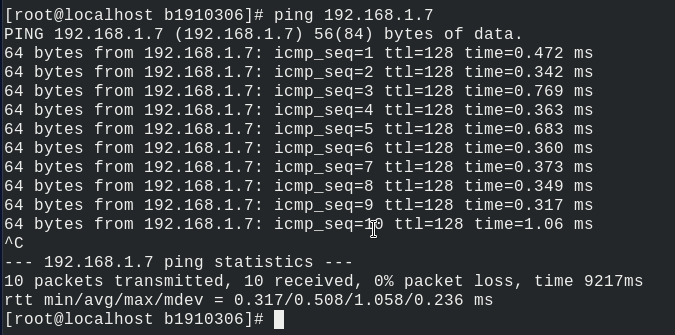 [root@localhost b1910306]# ping 192.168.1.7
PING 192.168.1.7 (192.168.1.7) 56(84) bytes of data.
64 bytes from 192.168.1.7: icmp_seq=1 ttl=128 time=0.472 ms
64 bytes from 192.168.1.7: icmp_seq=2 ttl=128 time=0.342 ms
64 bytes from 192.168.1.7: icmp_seq=3 ttl=128 time=0.769 ms
64 bytes from 192.168.1.7: icmp_seq=4 ttl=128 time=0.363 ms
64 bytes from 192.168.1.7: icmp_seq=5 ttl=128 time=0.683 ms
64 bytes from 192.168.1.7: icmp_seq=6 ttl=128 time=0.360 ms
64 bytes from 192.168.1.7: icmp_seq=7 ttl=128 time=0.373 ms
64 bytes from 192.168.1.7: icmp_seq=8 ttl=128 time=0.349 ms
64 bytes from 192.168.1.7: icmp_seq=9 ttl=128 time=0.317 ms
64 bytes from 192.168.1.7: icmp_seq=10 ttl=128 time=1.06 ms
^C
--- 192.168.1.7 ping statistics ---
10 packets transmitted, 10 received, 0% packet loss, time 9217ms
rtt min/avg/max/mdev = 0.317/0.508/1.058/0.236 ms
[root@localhost b1910306]#